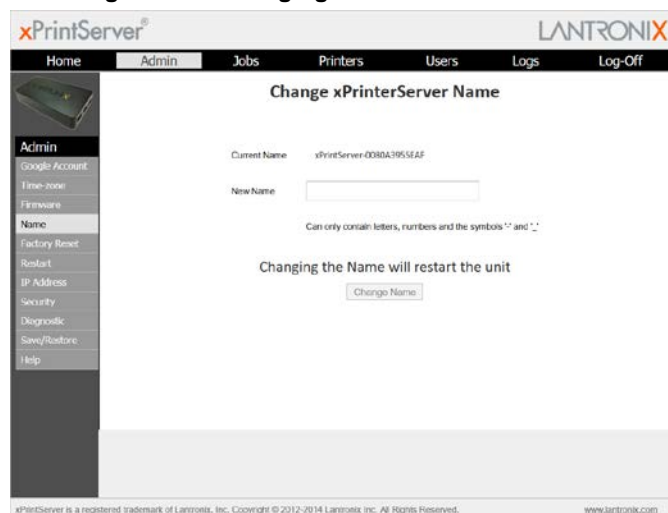 xPrintServer®
LANTRONIX
Home Admin Jobs Printers Users Logs Log-Off
Change xPrinterServer Name
Admin
Google Account
Time-zone
Firmware
Name
Factory Reset
Restart
IP Address
Security
Diagnostic
Save/Restore
Help
Current Name xPrintServer-0080A3955EAF
New Name
Can only contain letters, numbers and the symbols '-' and '_'
Changing the Name will restart the unit
Change Name
xPrintServer is a registered trademark of Lantronix, Inc. Copyright © 2012-2014 Lantronix Inc. All Rights Reserved.
www.lantronix.com